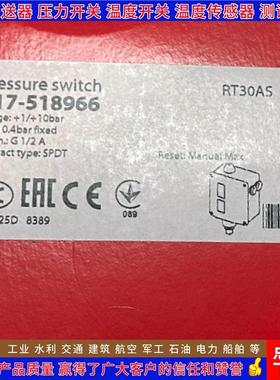 送器 压力开关 温度开关 温度传感器 测
essure switch
17-518966
RT30AS
ge: +1/+10bar
0.4bar fixed
n.: G 1/2 A
act type: SPDT
Reset: Manual Max.
CE EAC
089
25D 8389
工业 水利 交通 建筑 航空 军工 石油 电力 船舶 等
产品质量 赢得了广大客户的信任和赞誉